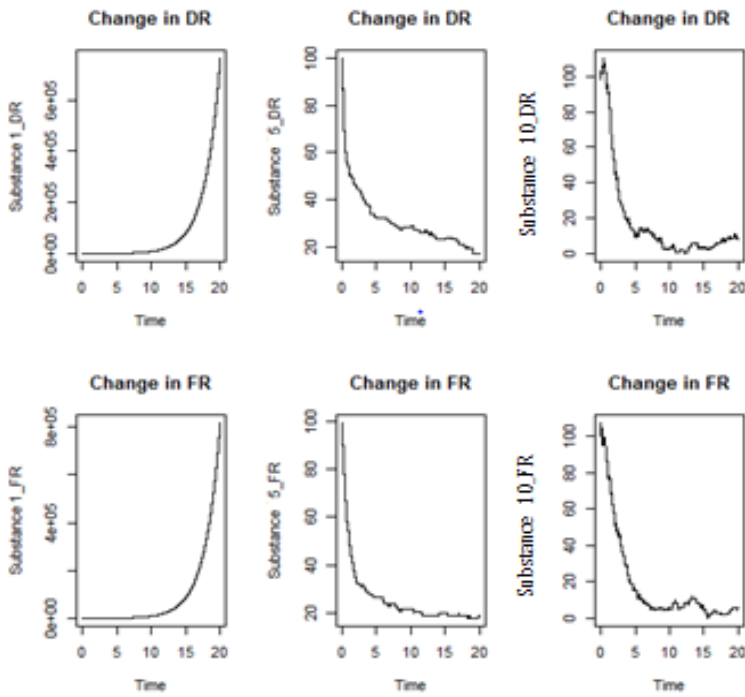 Change in DR
Substance 1_DR
0e+00 2e+05 4e+05 6e+05
0 5 10 15 20
Time
Change in DR
Substance 5_DR
20 40 60 80 100
0 5 10 15 20
Time
Change in DR
Substance 10_DR
0 20 40 60 80 100
0 5 10 15 20
Time
Change in FR
Substance 1_FR
0e+00 4e+05 8e+05
0 5 10 15 20
Time
Change in FR
Substance 5_FR
20 40 60 80 100
0 5 10 15 20
Time
Change in FR
Substance 10_FR
0 20 40 60 80 100
0 5 10 15 20
Time